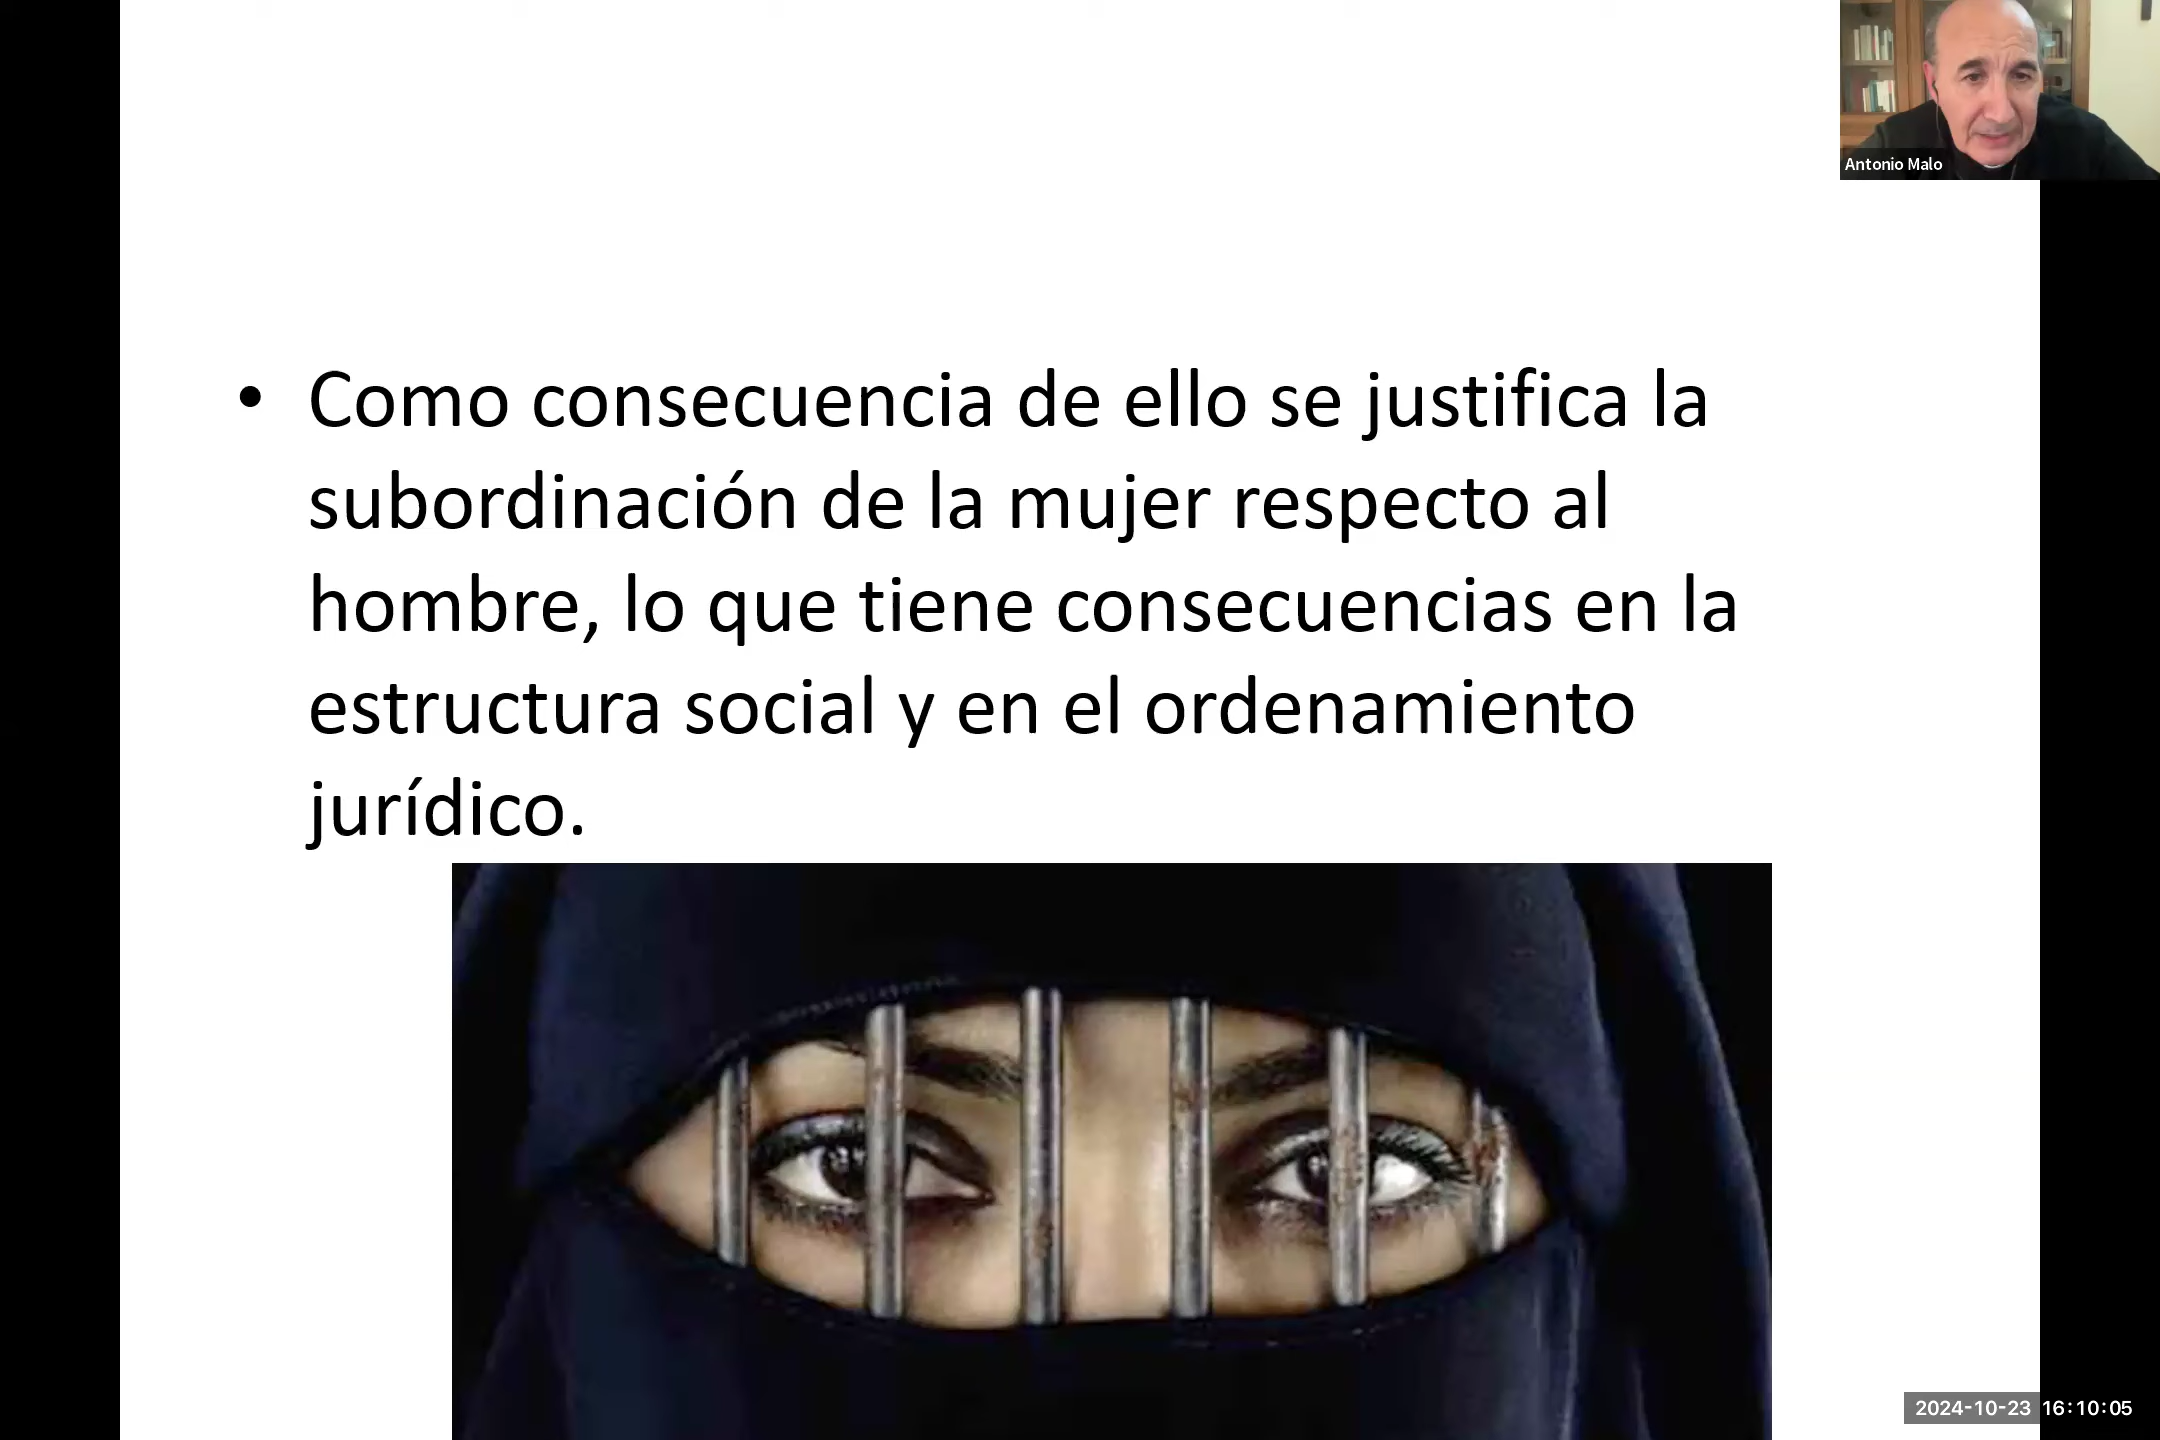 Antonio Malo
• Como consecuencia de ello se justifica la
subordinación de la mujer respecto al
hombre, lo que tiene consecuencias en la
estructura social y en el ordenamiento
jurídico.
2024-10-23 16:10:05